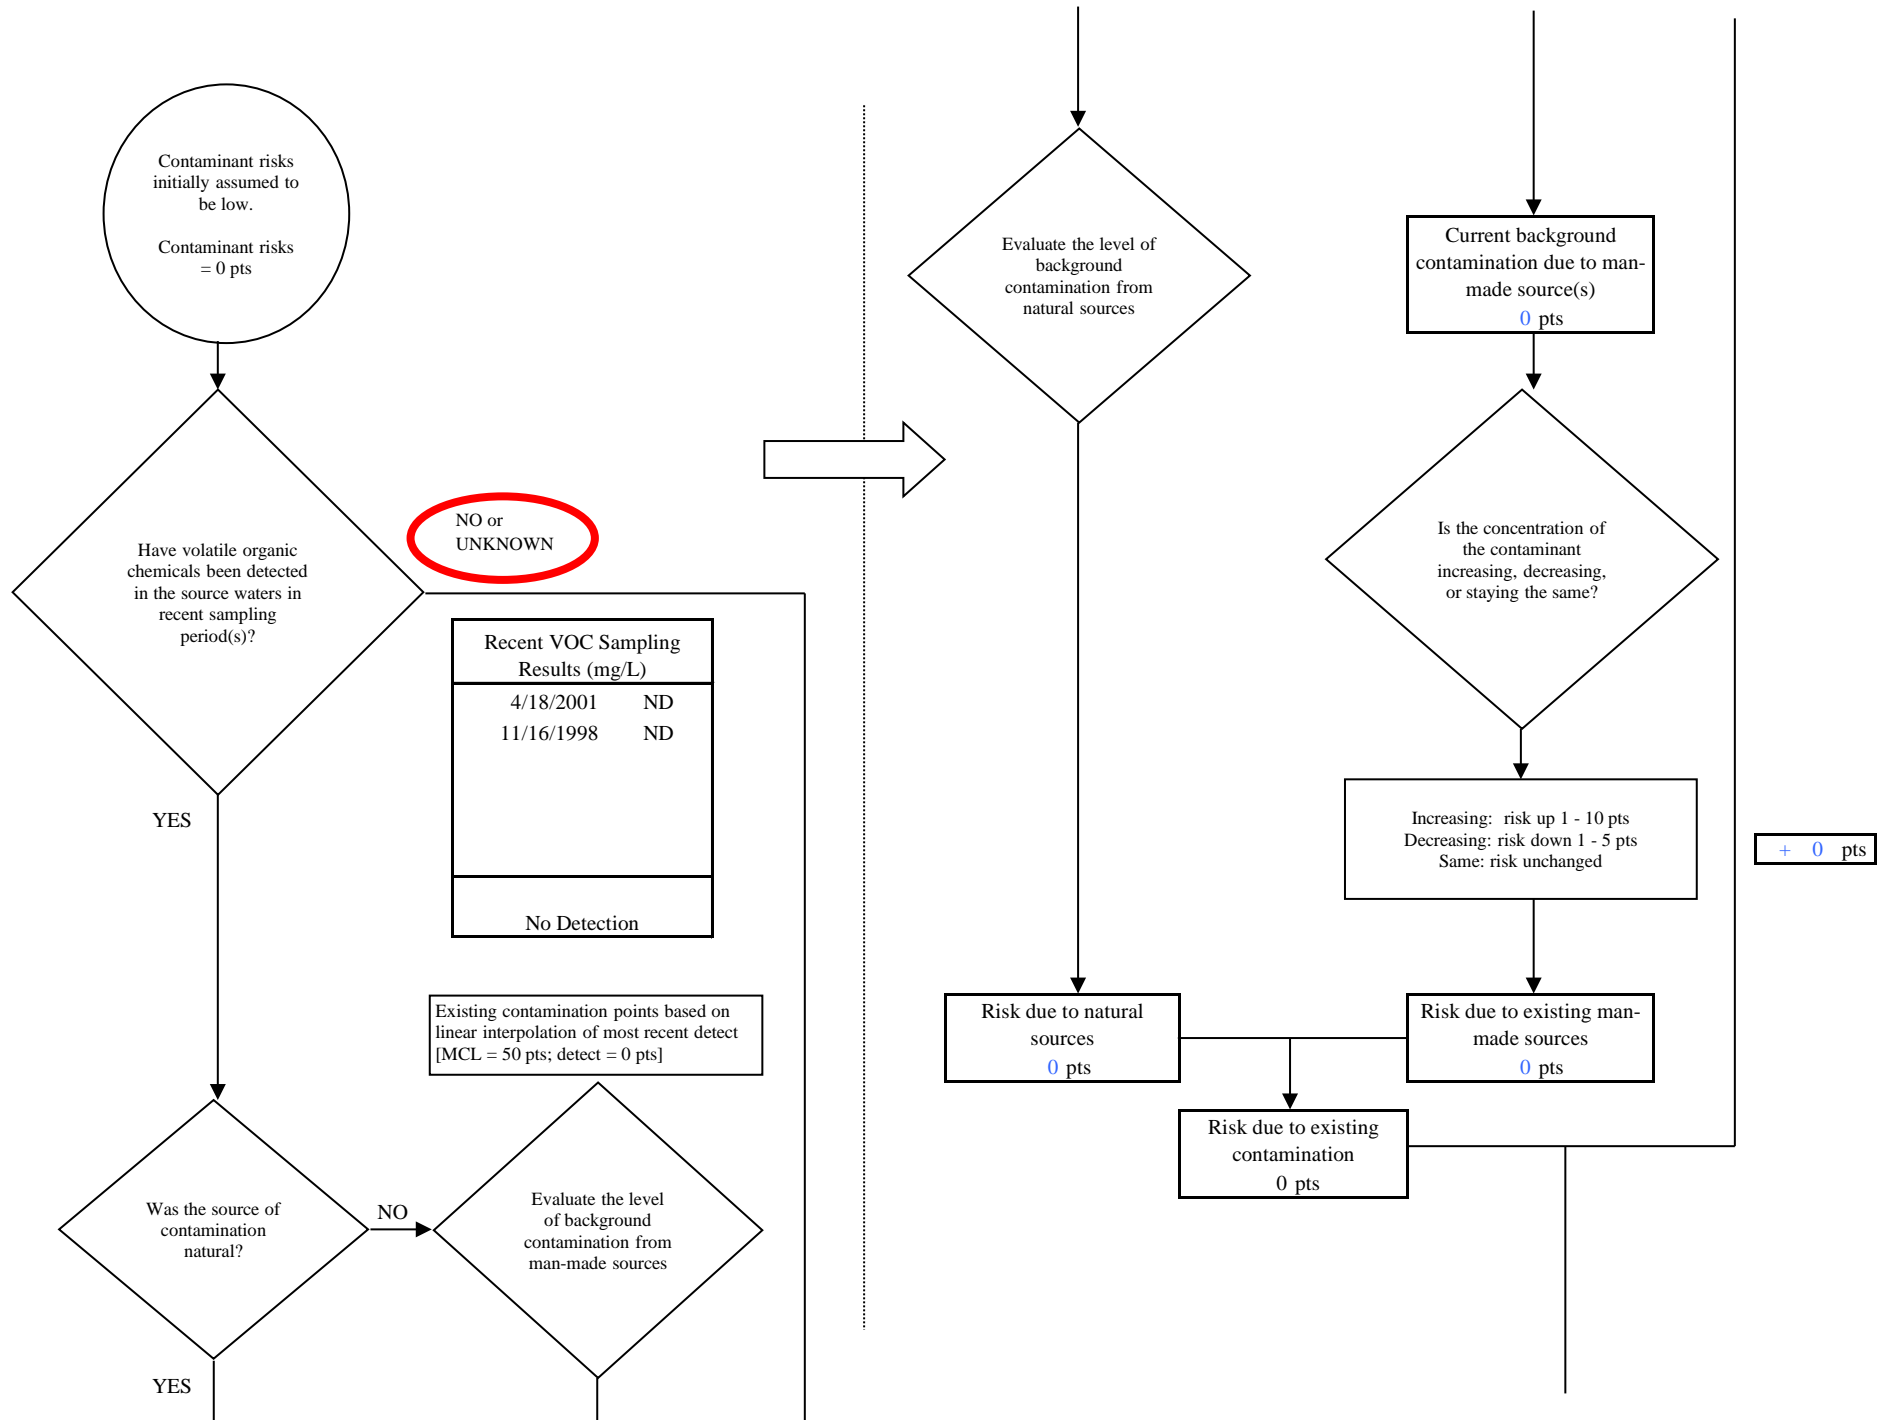 Contaminant risks
initially assumed to
be low.
Contaminant risks
= 0 pts
Have volatile organic
chemicals been detected
in the source waters in
recent sampling
period(s)?
NO or
UNKNOWN
Recent VOC Sampling
Results (mg/L)
4/18/2001 ND
11/16/1998 ND
No Detection
YES
Existing contamination points based on
linear interpolation of most recent detect
[MCL = 50 pts; detect = 0 pts]
Was the source of
contamination
natural?
NO
Evaluate the level
of background
contamination from
man-made sources
YES
Evaluate the level of
background
contamination from
natural sources
Current background
contamination due to man-
made source(s)
0 pts
Is the concentration of
the contaminant
increasing, decreasing,
or staying the same?
Increasing: risk up 1 - 10 pts
Decreasing: risk down 1 - 5 pts
Same: risk unchanged
+ 0 pts
Risk due to natural
sources
0 pts
Risk due to existing man-
made sources
0 pts
Risk due to existing
contamination
0 pts